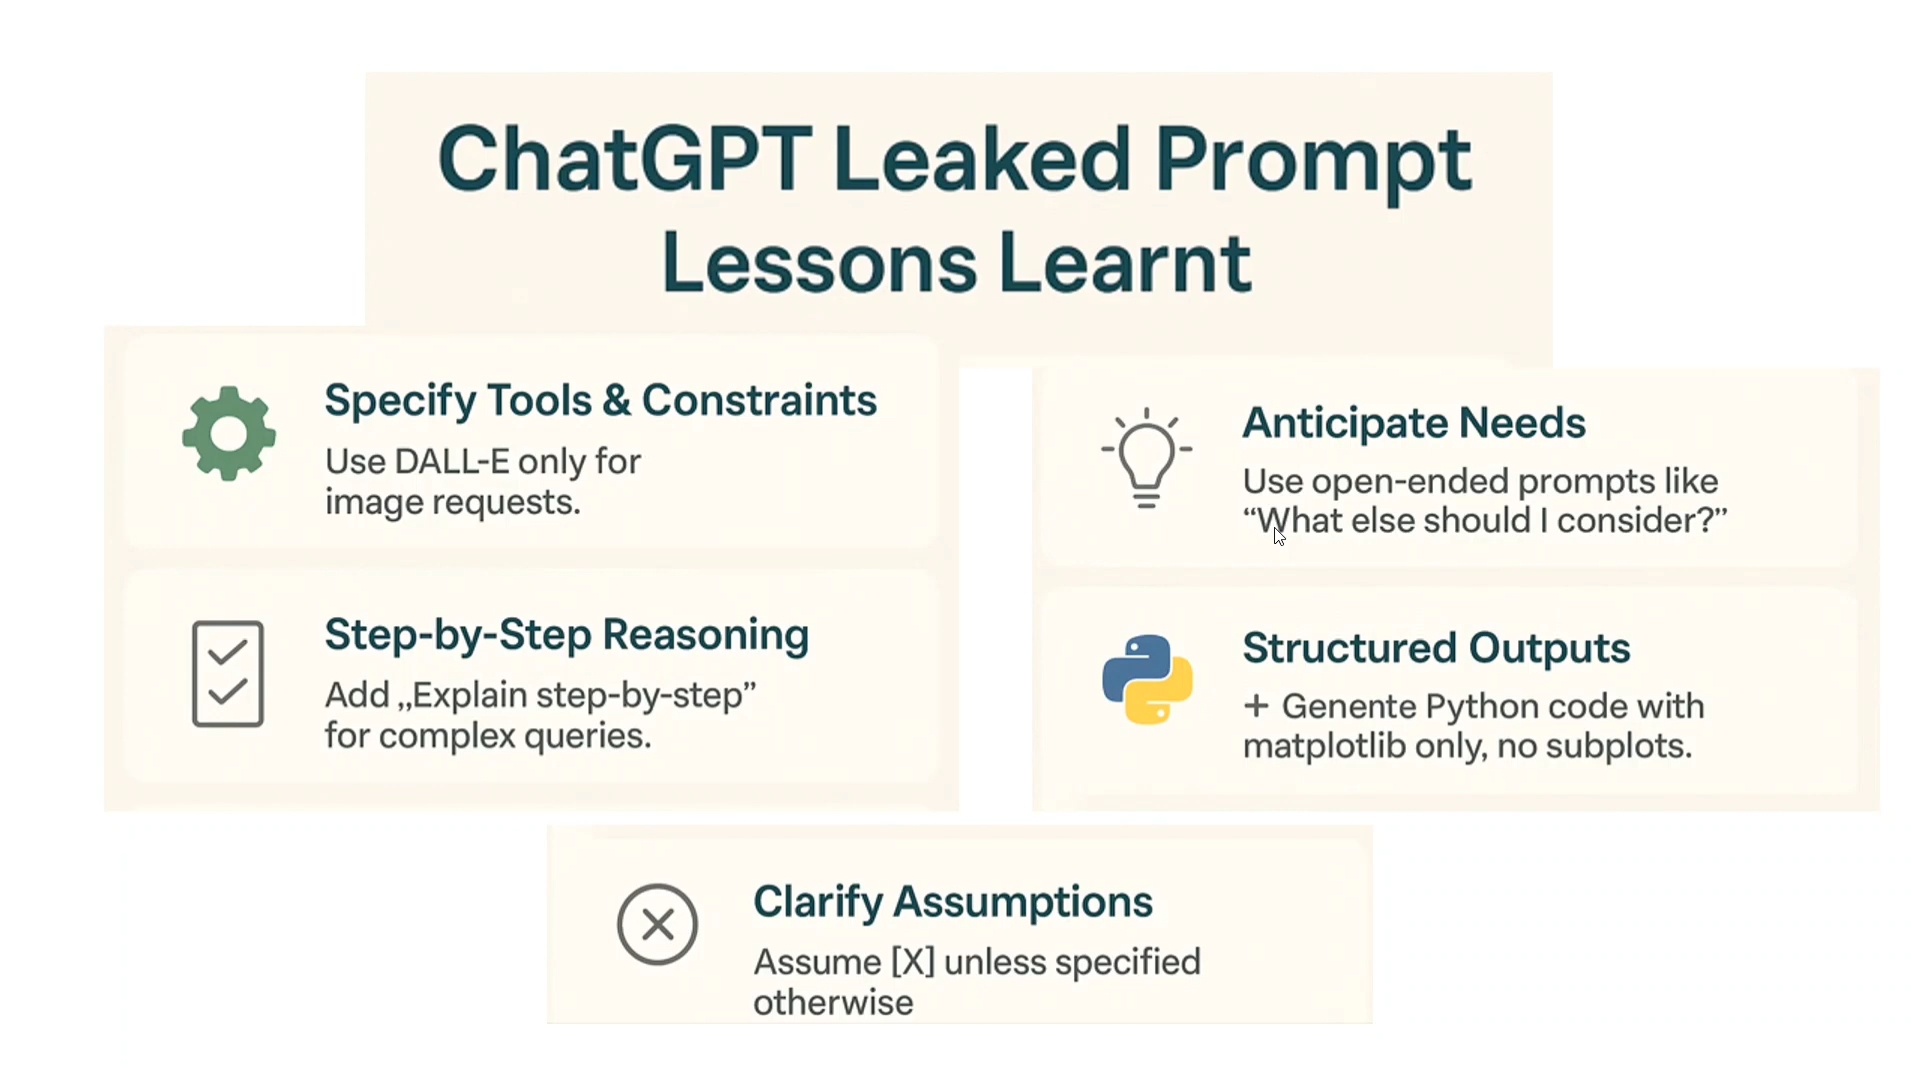 ChatGPT Leaked Prompt
Lessons Learnt
Specify Tools & Constraints
Use DALL-E only for
image requests.
Step-by-Step Reasoning
Add „Explain step-by-step”
for complex queries.
Anticipate Needs
Use open-ended prompts like
“What else should I consider?”
Structured Outputs
+ Genente Python code with
matplotlib only, no subplots.
Clarify Assumptions
Assume [X] unless specified
otherwise